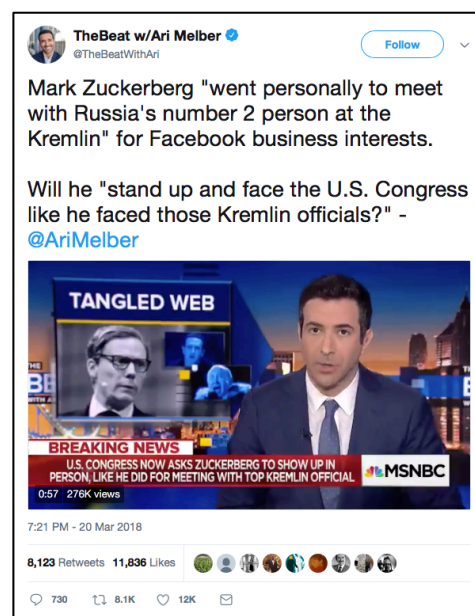 TheBeat w/Ari Melber
@TheBeatWithAri
Follow
Mark Zuckerberg "went personally to meet
with Russia's number 2 person at the
Kremlin" for Facebook business interests.
Will he "stand up and face the U.S. Congress
like he faced those Kremlin officials?" -
@AriMelber
TANGLED WEB
BREAKING NEWS
U.S. CONGRESS NOW ASKS ZUCKERBERG TO SHOW UP IN
PERSON, LIKE HE DID FOR MEETING WITH TOP KREMLIN OFFICIAL
MSNBC
0:57 276K views
7:21 PM - 20 Mar 2018
8,123 Retweets 11,836 Likes
730 8.1K 12K